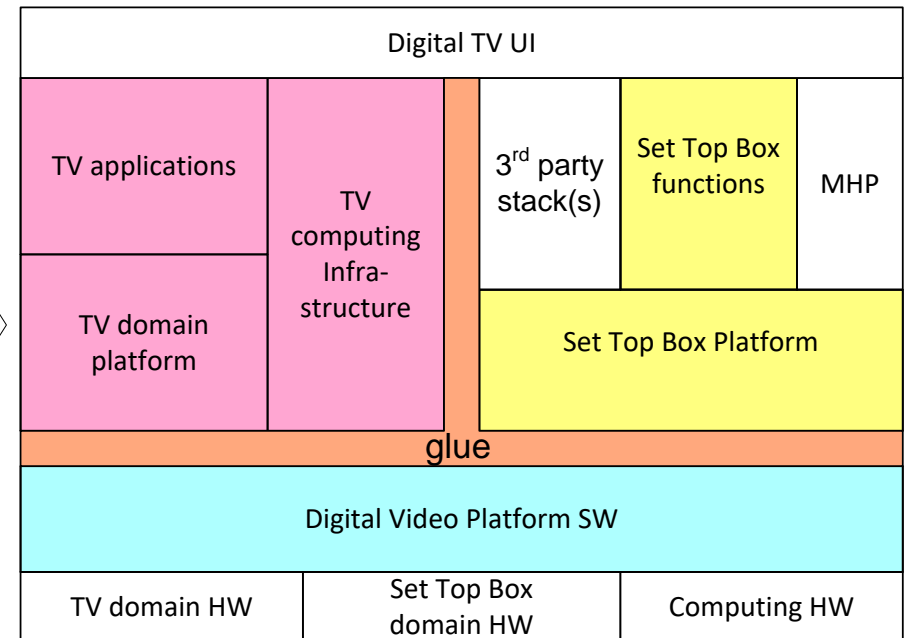 Digital TV UI
TV applications
TV
computing
Infra-
structure
3rd party
stack(s)
Set Top Box
functions
MHP
TV domain
platform
Set Top Box Platform
glue
Digital Video Platform SW
TV domain HW
Set Top Box
domain HW
Computing HW